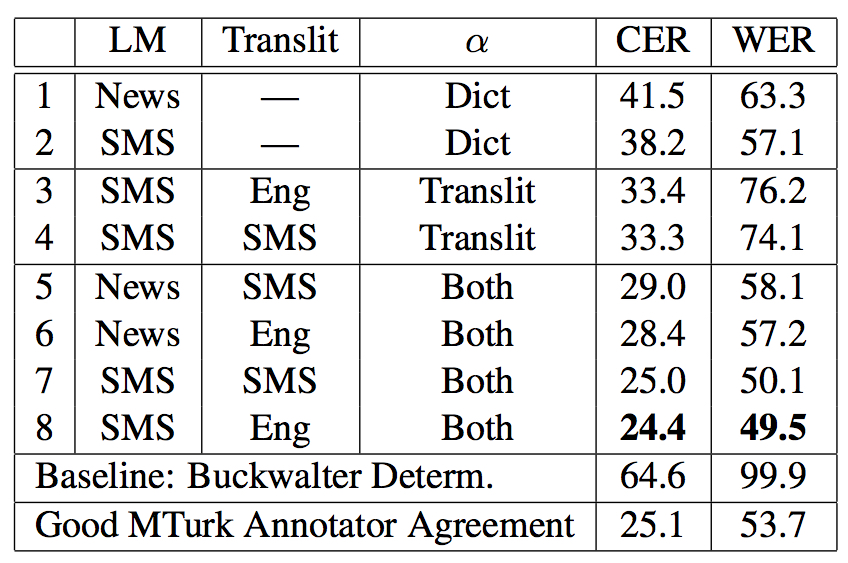 LM Translit α CER WER
1 News — Dict 41.5 63.3
2 SMS — Dict 38.2 57.1
3 SMS Eng Translit 33.4 76.2
4 SMS SMS Translit 33.3 74.1
5 News SMS Both 29.0 58.1
6 News Eng Both 28.4 57.2
7 SMS SMS Both 25.0 50.1
8 SMS Eng Both 24.4 49.5
Baseline: Buckwalter Determ. 64.6 99.9
Good MTurk Annotator Agreement 25.1 53.7